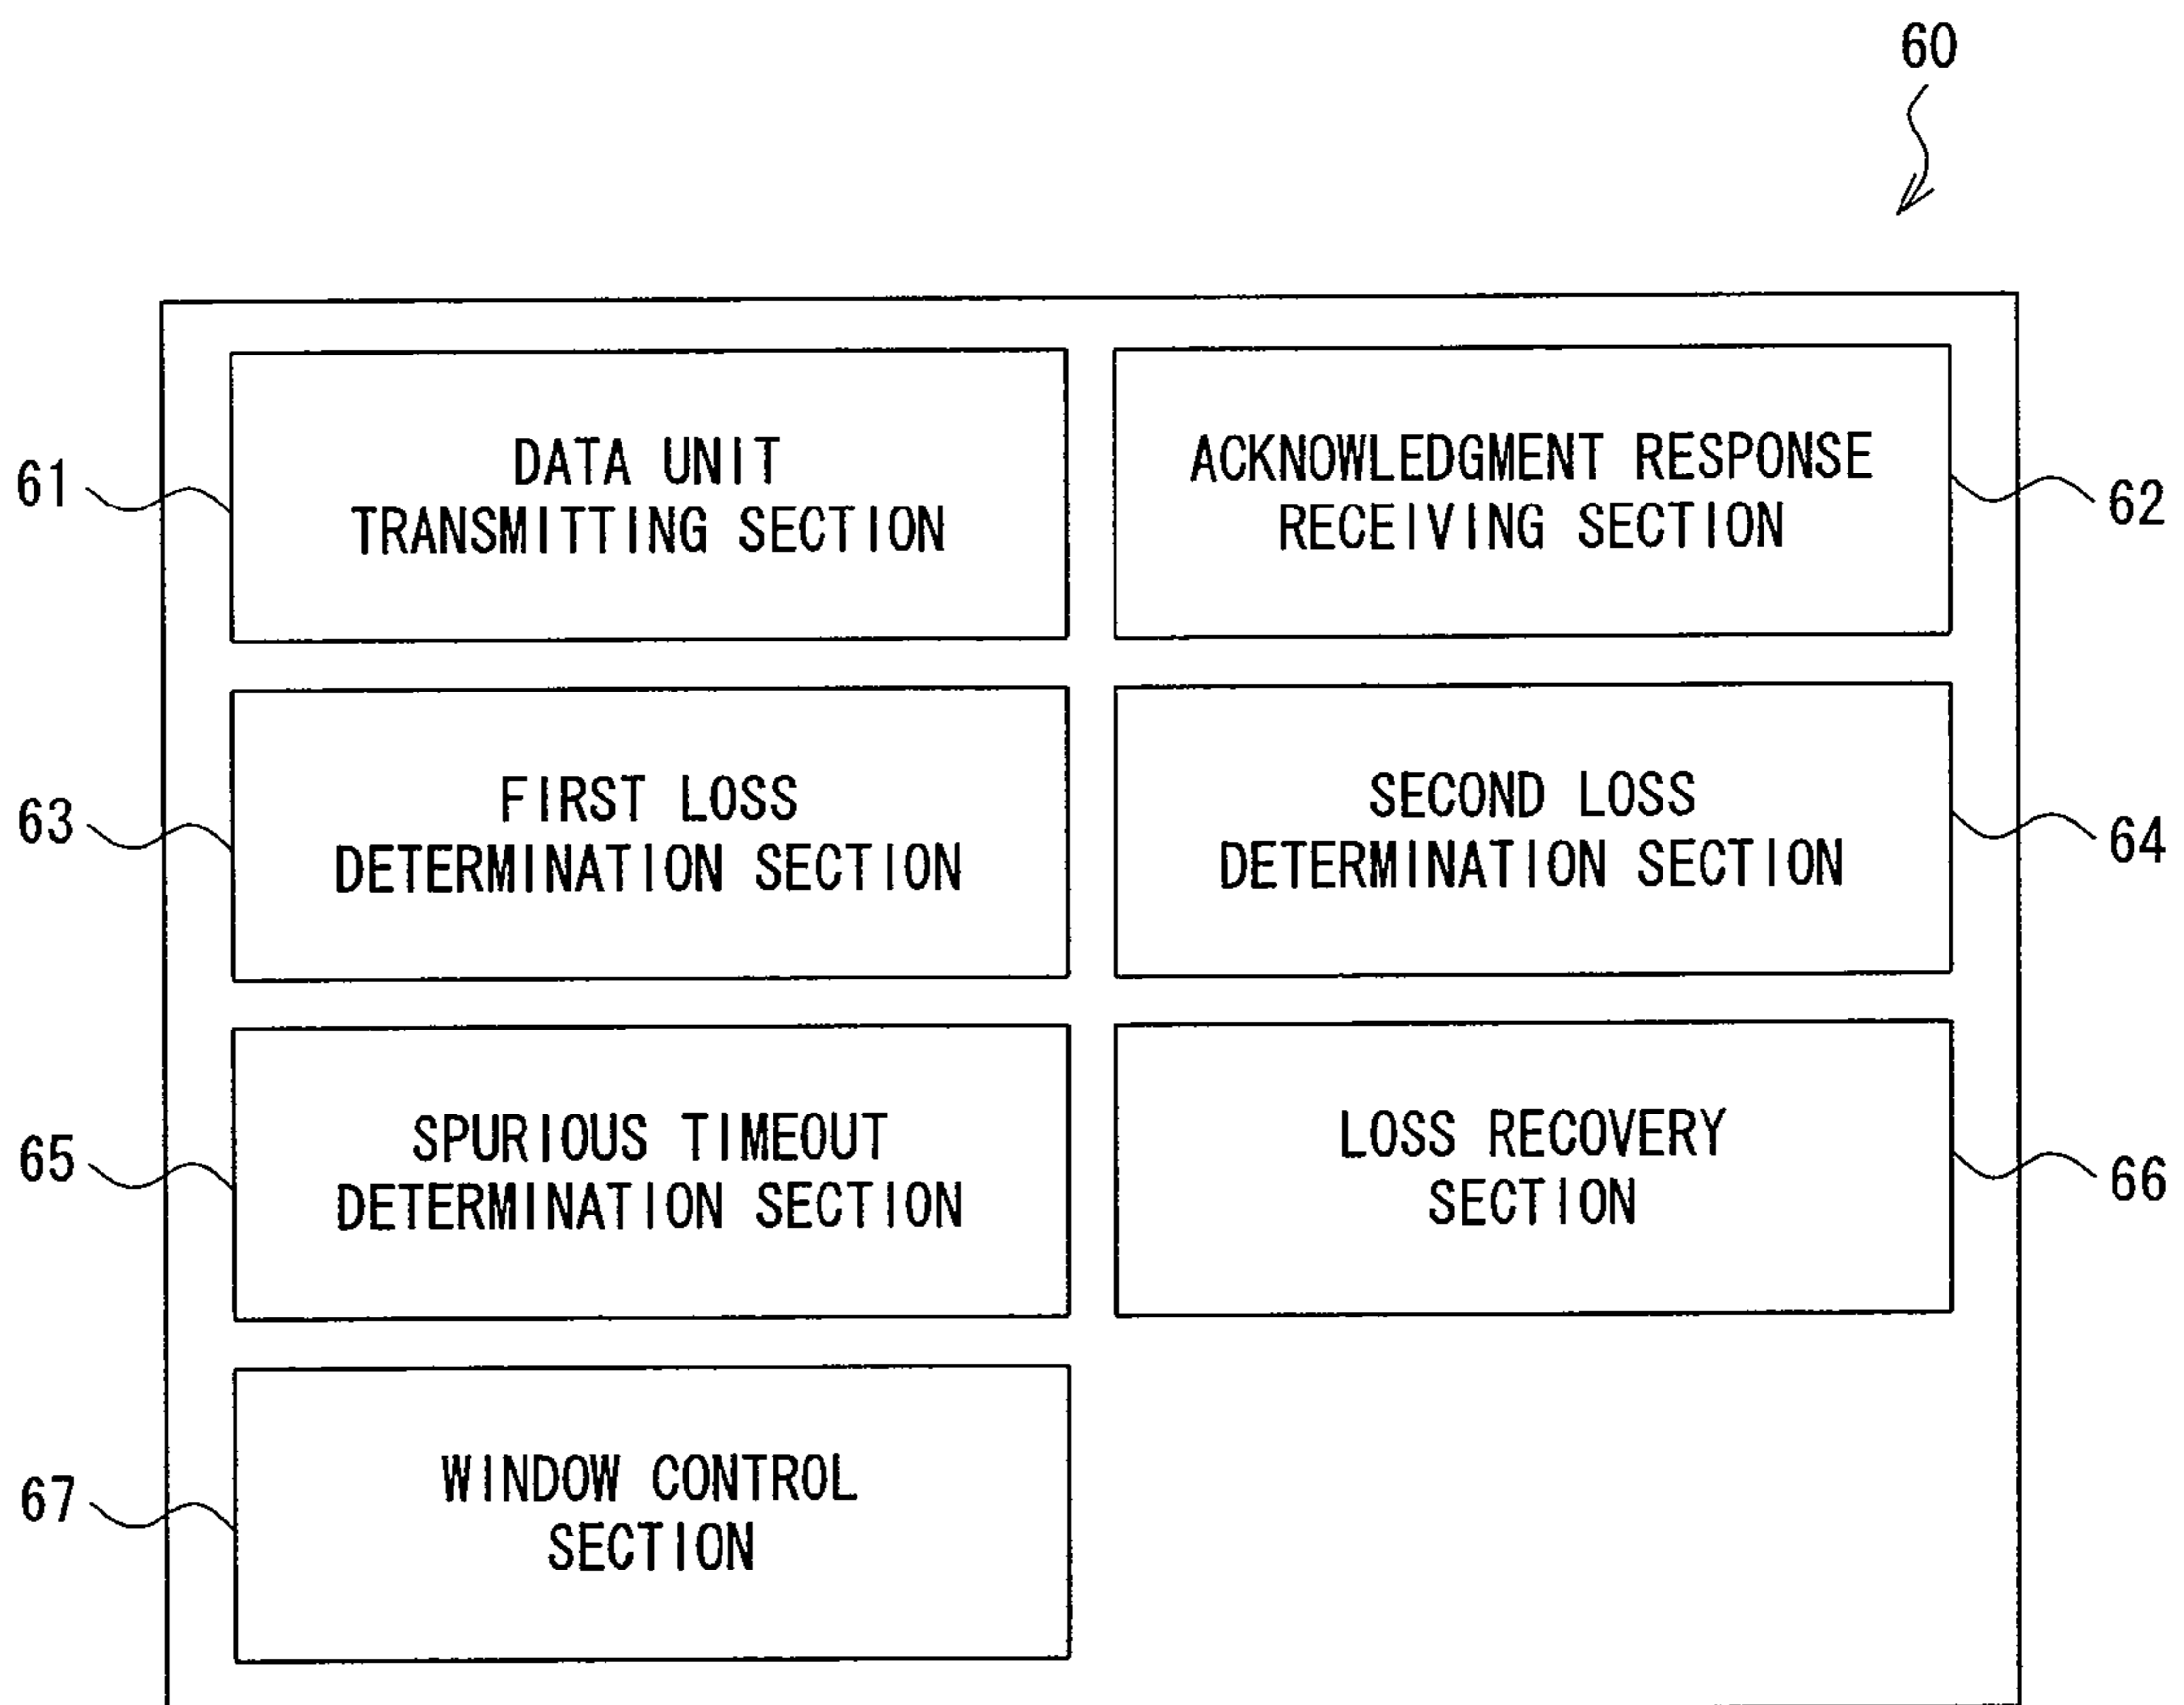 60
61
DATA UNIT
TRANSMITTING SECTION
ACKNOWLEDGMENT RESPONSE
RECEIVING SECTION
62
63
FIRST LOSS
DETERMINATION SECTION
SECOND LOSS
DETERMINATION SECTION
64
65
SPURIOUS TIMEOUT
DETERMINATION SECTION
LOSS RECOVERY
SECTION
66
67
WINDOW CONTROL
SECTION